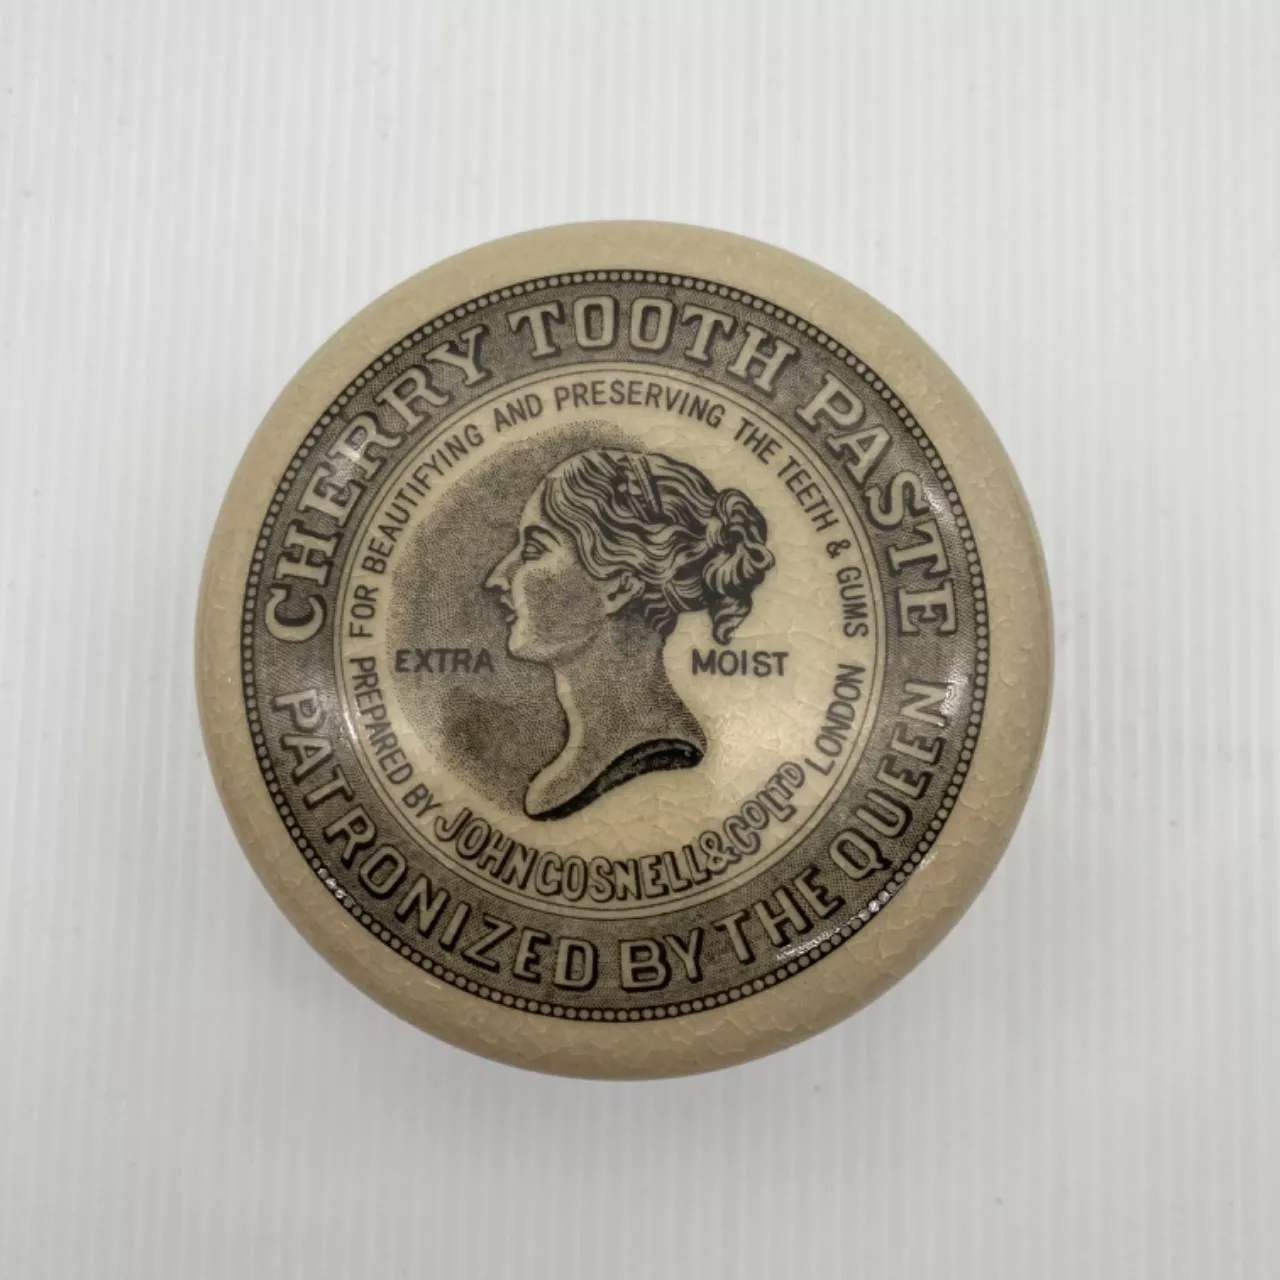 CHERRY TOOTH PASTE
FOR BEAUTIFYING AND PRESERVING THE TEETH & GUMS
EXTRA MOIST
PREPARED BY JOHN GOSNELL & CO LTD LONDON
PATRONIZED BY THE QUEEN